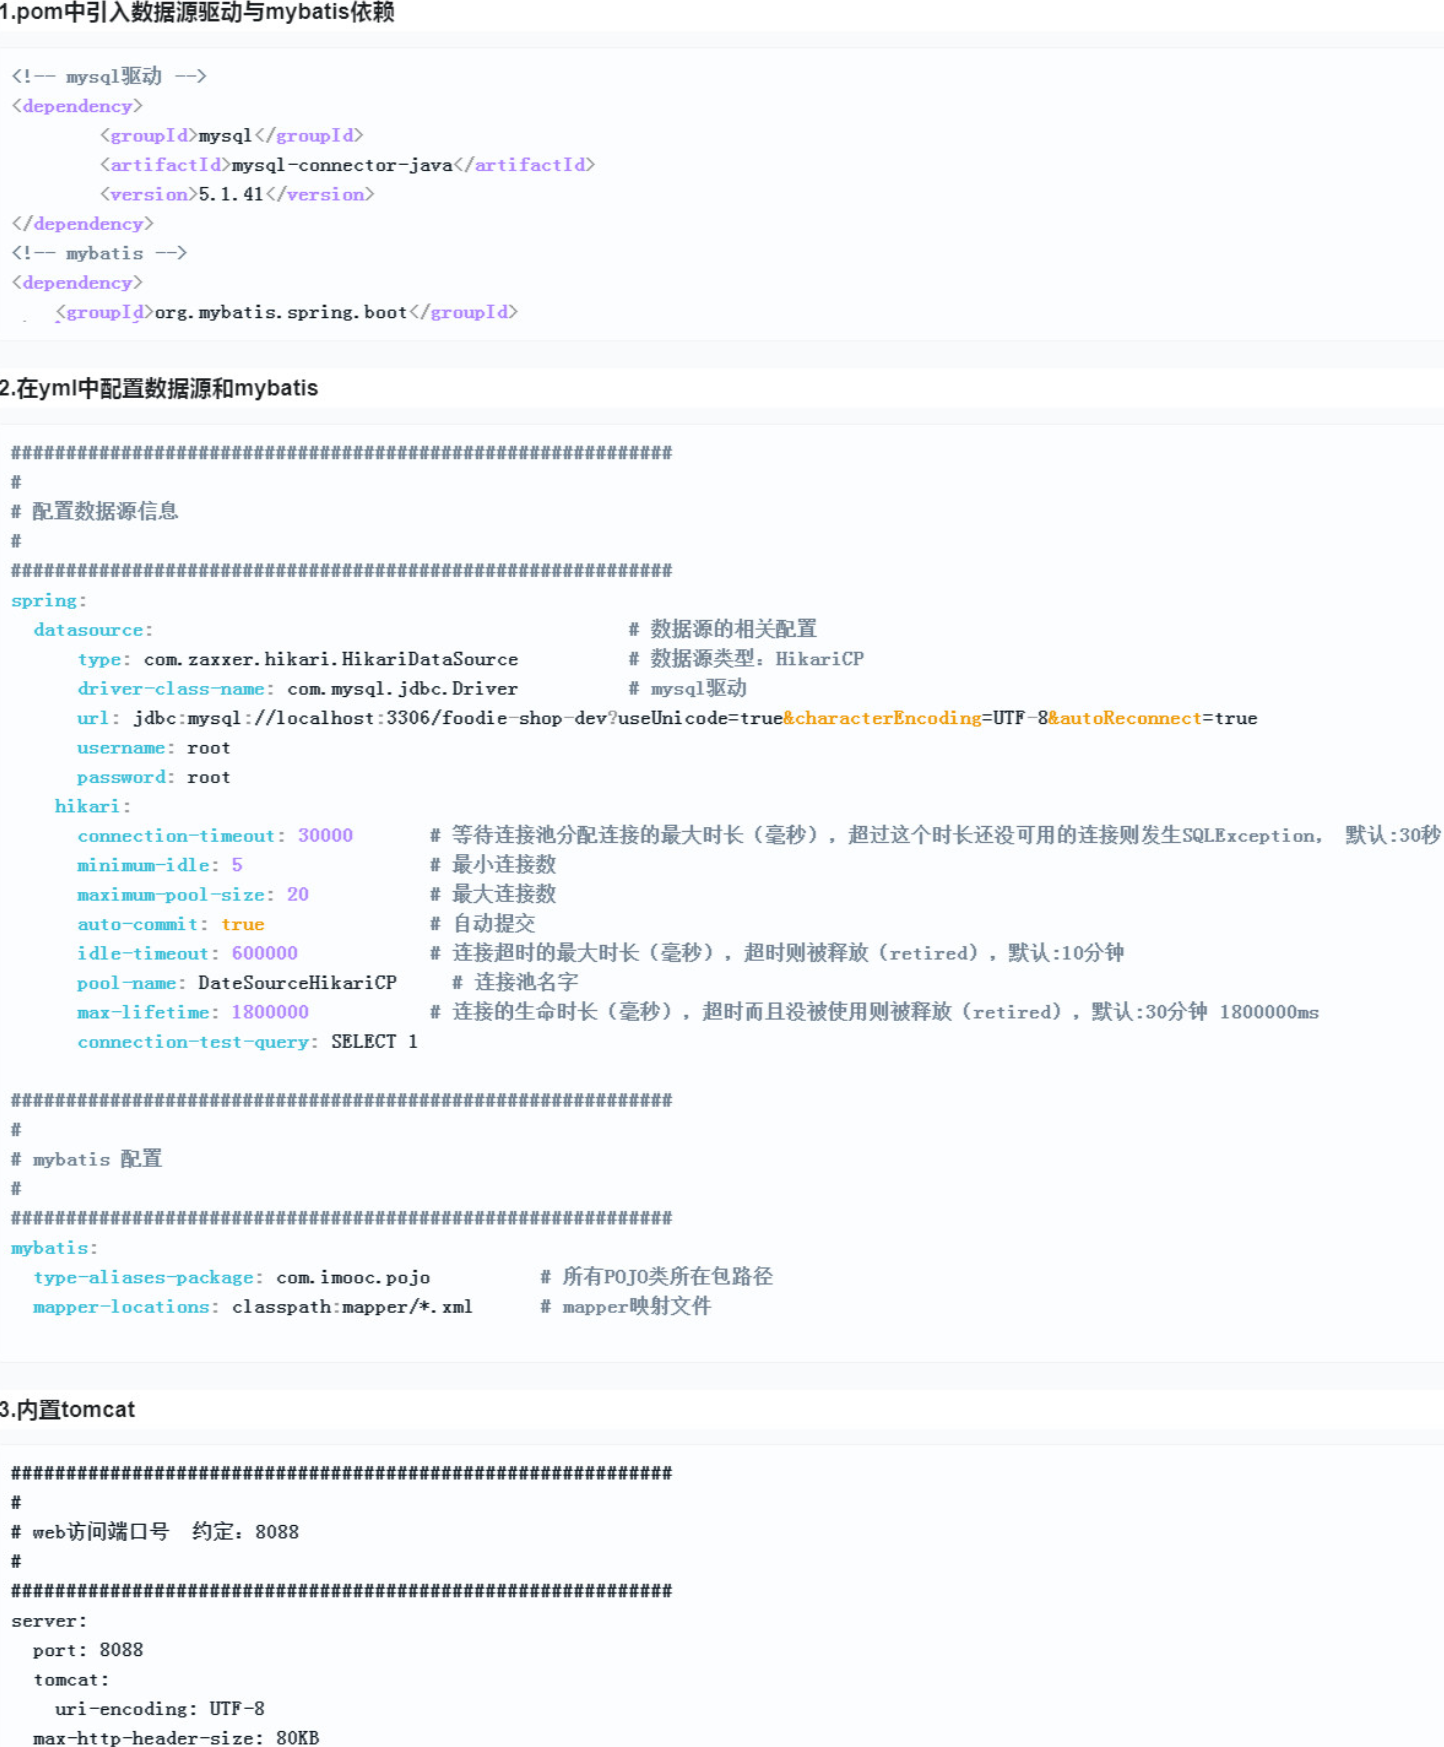 1.pom中引入数据源驱动与mybatis依赖
<!-- mysql驱动 -->
<dependency>
        <groupId>mysql</groupId>
        <artifactId>mysql-connector-java</artifactId>
        <version>5.1.41</version>
</dependency>
<!-- mybatis -->
<dependency>
    <groupId>org.mybatis.spring.boot</groupId>
2.在yml中配置数据源和mybatis
############################################################
#
# 配置数据源信息
#
############################################################
spring:
  datasource:                                           # 数据源的相关配置
      type: com.zaxxer.hikari.HikariDataSource          # 数据源类型：HikariCP
      driver-class-name: com.mysql.jdbc.Driver          # mysql驱动
      url: jdbc:mysql://localhost:3306/foodie-shop-dev?useUnicode=true&characterEncoding=UTF-8&autoReconnect=true
      username: root
      password: root
    hikari:
      connection-timeout: 30000       # 等待连接池分配连接的最大时长（毫秒），超过这个时长还没可用的连接则发生SQLException， 默认:30秒
      minimum-idle: 5                 # 最小连接数
      maximum-pool-size: 20           # 最大连接数
      auto-commit: true               # 自动提交
      idle-timeout: 600000            # 连接超时的最大时长（毫秒），超时则被释放（retired），默认:10分钟
      pool-name: DateSourceHikariCP     # 连接池名字
      max-lifetime: 1800000           # 连接的生命时长（毫秒），超时而且没被使用则被释放（retired），默认:30分钟 1800000ms
      connection-test-query: SELECT 1
############################################################
#
# mybatis 配置
#
############################################################
mybatis:
  type-aliases-package: com.imooc.pojo          # 所有POJO类所在包路径
  mapper-locations: classpath:mapper/*.xml      # mapper映射文件
3.内置tomcat
############################################################
#
# web访问端口号  约定：8088
#
############################################################
server:
  port: 8088
  tomcat:
    uri-encoding: UTF-8
  max-http-header-size: 80KB